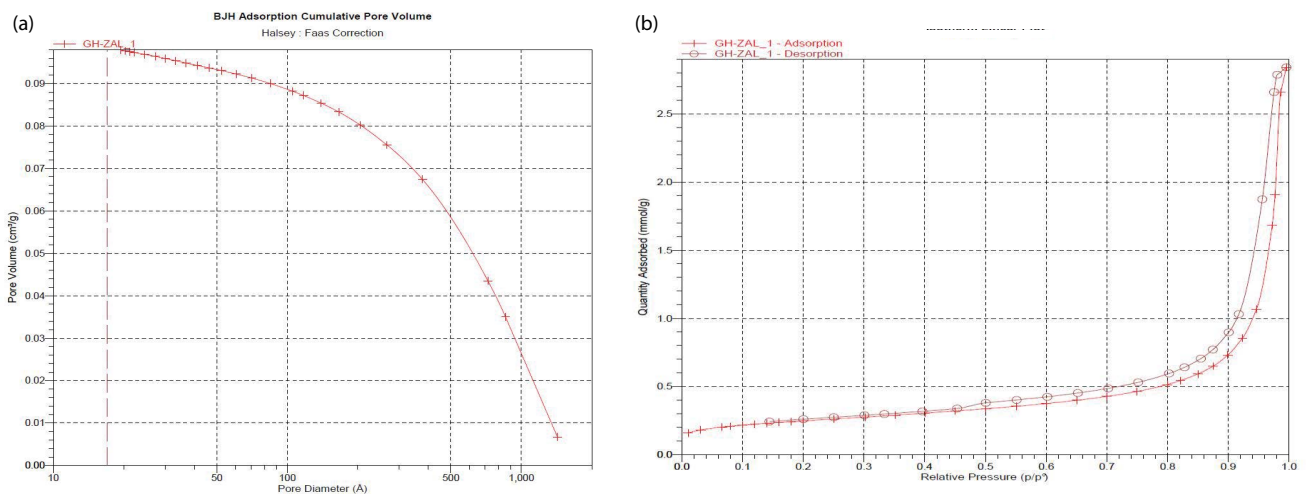 (a)
BJH Adsorption Cumulative Pore Volume
Halsey : Faas Correction
GH-ZAL_1
Pore Volume (cm³/g)
0.09
0.08
0.07
0.06
0.05
0.04
0.03
0.02
0.01
0.00
10
50
100
500
1,000
Pore Diameter (Å)
(b)
GH-ZAL_1 - Adsorption
GH-ZAL_1 - Desorption
Quantity Adsorbed (mmol/g)
2.5
2.0
1.5
1.0
0.5
0.0
0.0
0.1
0.2
0.3
0.4
0.5
0.6
0.7
0.8
0.9
1.0
Relative Pressure (p/p°)